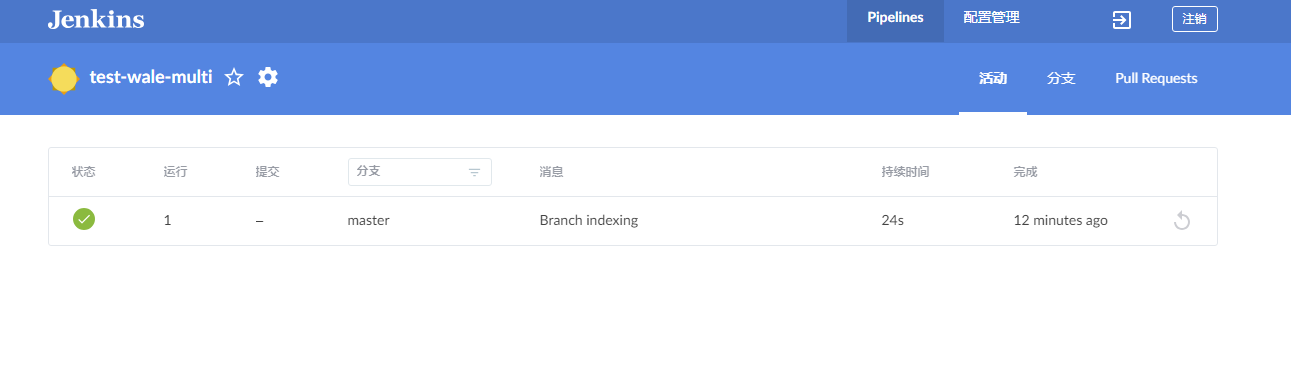 Jenkins
Pipelines
配置管理
注销
test-wale-multi
活动
分支
Pull Requests
状态 运行 提交 分支 消息 持续时间 完成
1 – master Branch indexing 24s 12 minutes ago